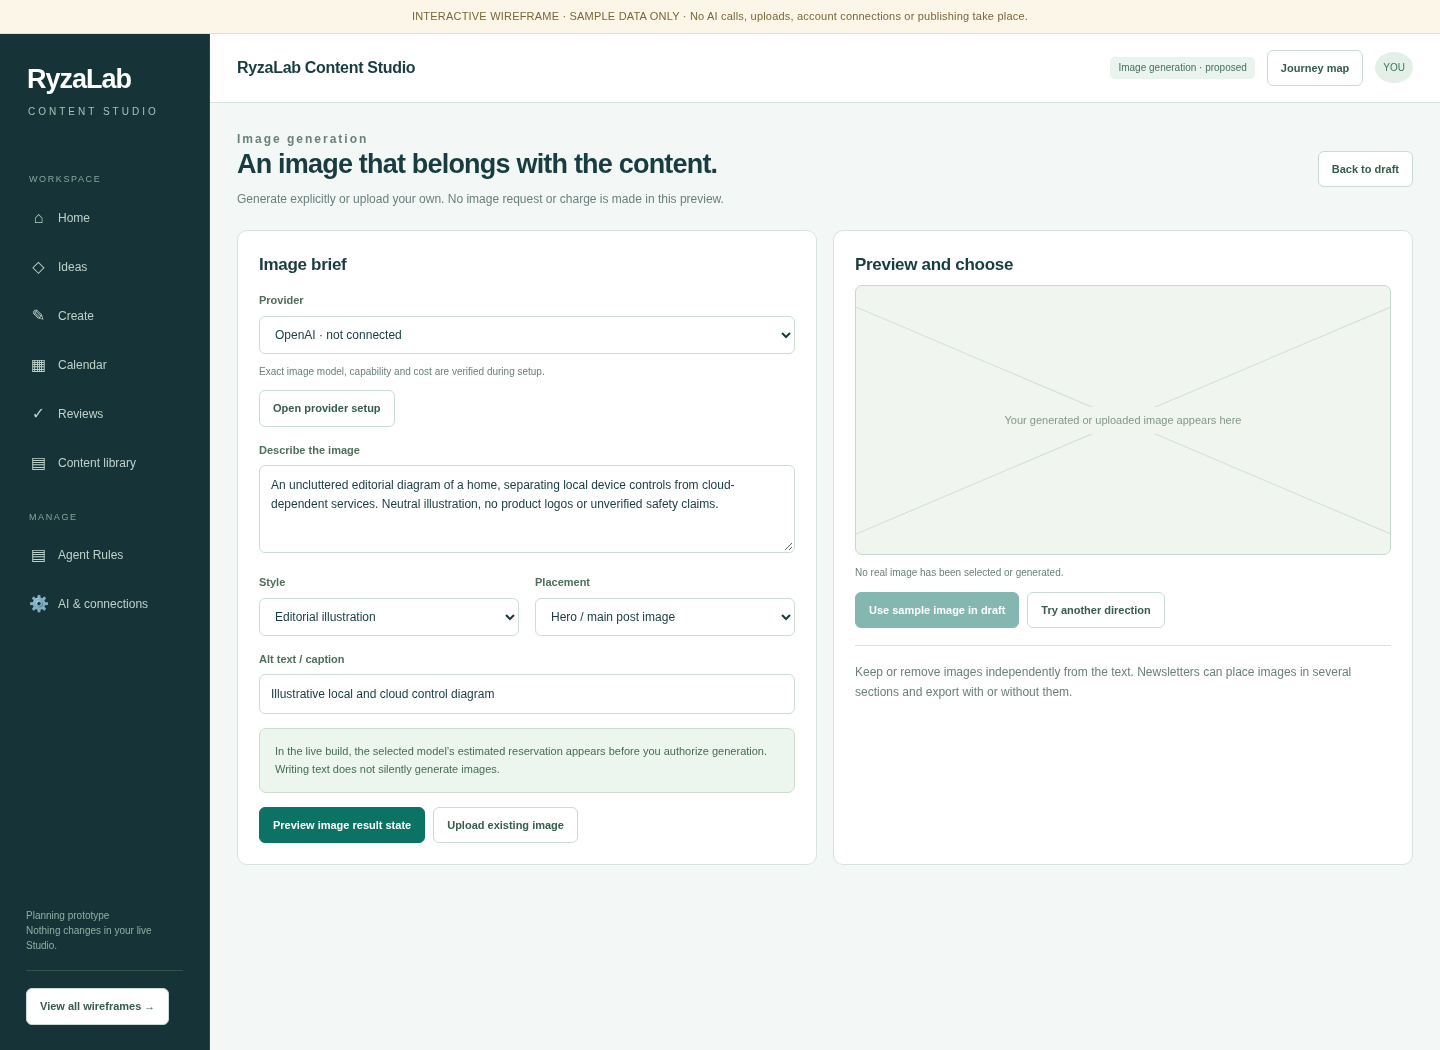 INTERACTIVE WIREFRAME · SAMPLE DATA ONLY · No AI calls, uploads, account connections or publishing take place.
RyzaLab
CONTENT STUDIO
WORKSPACE
Home
Ideas
Create
Calendar
Reviews
Content library
MANAGE
Agent Rules
AI & connections
Planning prototype
Nothing changes in your live
Studio.
View all wireframes →
RyzaLab Content Studio
Image generation · proposed
Journey map
YOU
Image generation
An image that belongs with the content.
Generate explicitly or upload your own. No image request or charge is made in this preview.
Back to draft
Image brief
Provider
OpenAI · not connected
Exact image model, capability and cost are verified during setup.
Open provider setup
Describe the image
An uncluttered editorial diagram of a home, separating local device controls from cloud-
dependent services. Neutral illustration, no product logos or unverified safety claims.
Style
Placement
Editorial illustration
Hero / main post image
Alt text / caption
Illustrative local and cloud control diagram
In the live build, the selected model's estimated reservation appears before you authorize generation.
Writing text does not silently generate images.
Preview image result state
Upload existing image
Preview and choose
Your generated or uploaded image appears here
No real image has been selected or generated.
Use sample image in draft
Try another direction
Keep or remove images independently from the text. Newsletters can place images in several
sections and export with or without them.